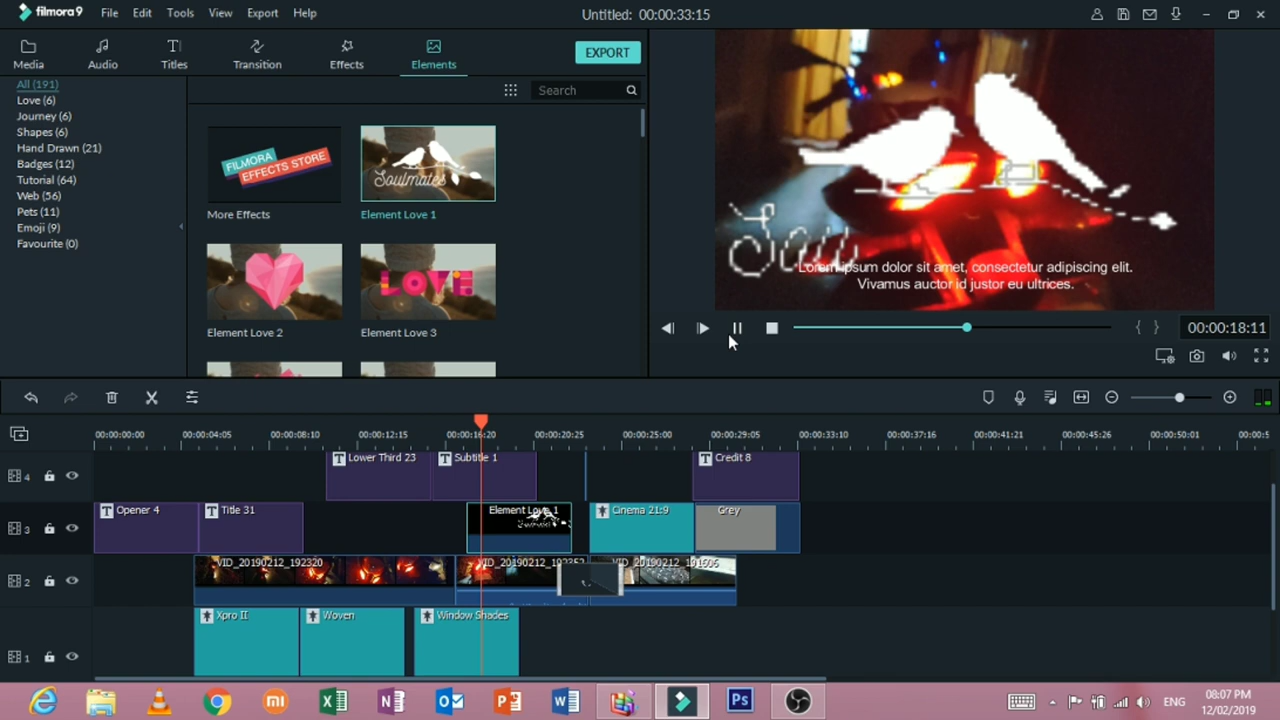 filmora9 File Edit Tools View Export Help Untitled: 00:00:33:15
Media Audio Titles Transition Effects Elements EXPORT
All (191)
Love (6)
Journey (6)
Shapes (6)
Hand Drawn (21)
Badges (12)
Tutorial (64)
Web (56)
Pets (11)
Emoji (9)
Favourite (0)
Search
FILMORA
EFFECTS STORE
Soulmates
More Effects Element Love 1
LOVE
Element Love 2 Element Love 3
Lorem ipsum dolor sit amet, consectetur adipiscing elit.
Vivamus auctor id justor eu ultrices.
00:00:18:11
00:00:00:00 00:00:04:05 00:00:08:10 00:00:12:15 00:00:16:20 00:00:20:25 00:00:25:00 00:00:29:05 00:00:33:10 00:00:37:16 00:00:41:21 00:00:45:26 00:00:50:01 00:00:5
4 Lower Third 23 Subtitle 1 Credit 8
3 Opener 4 Title 31 Element Love 1 Cinema 21:9 Grey
2 VID_20190212_192320 VID_20190212_192352
1 Xpro II Woven Window Shades
ENG
08:07 PM
12/02/2019